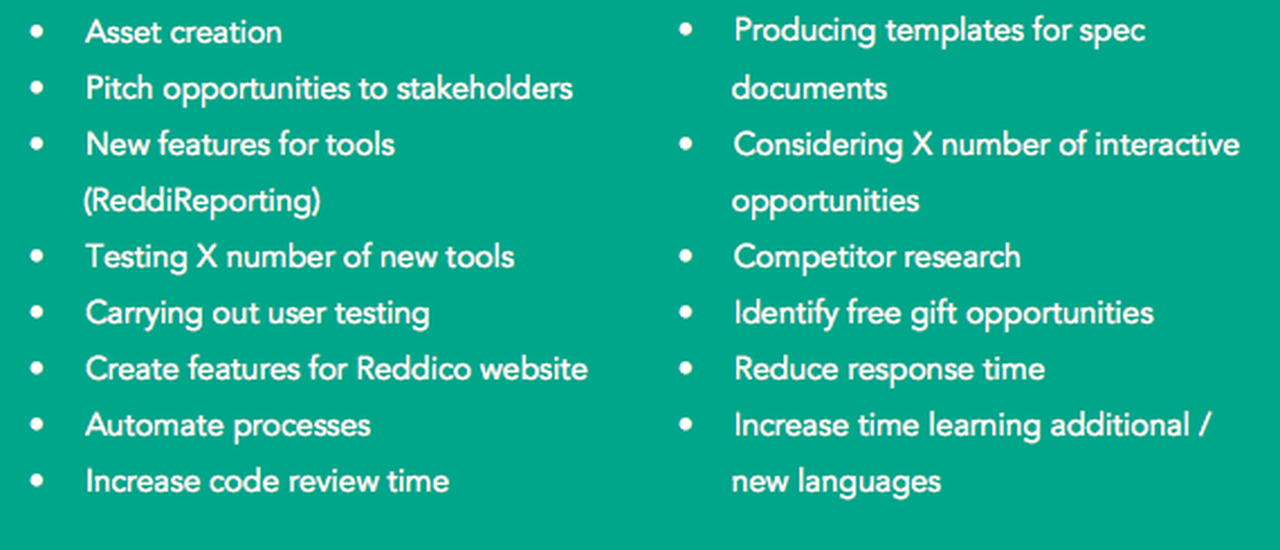 • Asset creation
• Pitch opportunities to stakeholders
• New features for tools
(ReddiReporting)
• Testing X number of new tools
• Carrying out user testing
• Create features for Reddico website
• Automate processes
• Increase code review time
• Producing templates for spec
documents
• Considering X number of interactive
opportunities
• Competitor research
• Identify free gift opportunities
• Reduce response time
• Increase time learning additional /
new languages